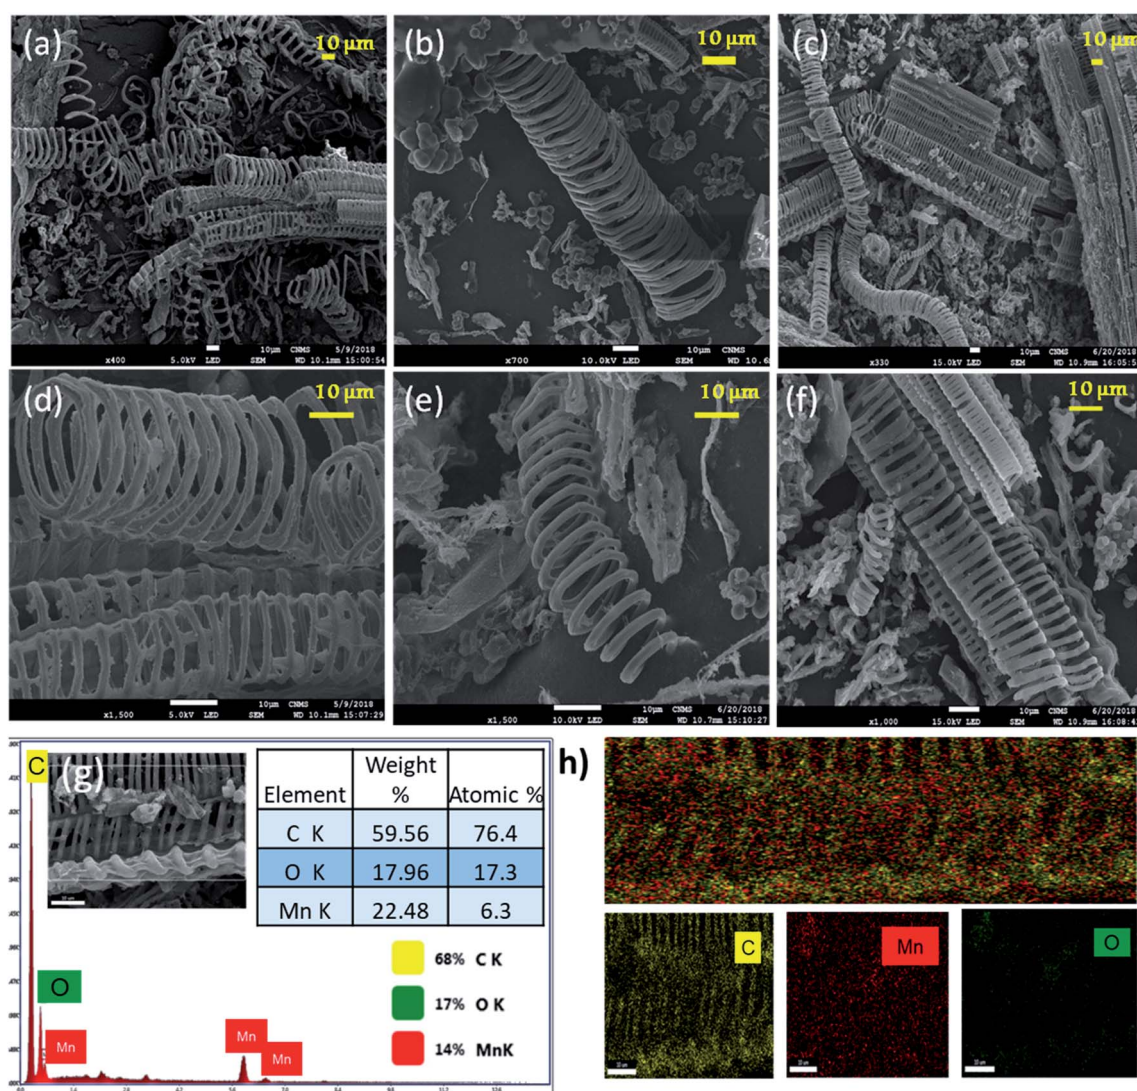 (a)
10 µm
10µm CNMS 5/9/2018
x400 5.0kV LED SEM WD 10.1mm 15:00:54
(b)
10 µm
10µm CNMS
x700 10.0kV LED SEM
(c)
10 µm
10µm CNMS 6/20/2018
x330 15.0kV LED SEM WD 10.9mm
(d)
10 µm
10µm CNMS 5/9/2018
x1,500 5.0kV LED SEM WD 10.1mm 15:07:29
(e)
10 µm
10µm CNMS 6/20/2018
x1,500 10.0kV LED SEM WD 10.7mm 15:10:27
(f)
10 µm
10µm CNMS 6/20/2018
x1,000 15.0kV LED SEM WD 10.9mm
(g)
C
O
Mn
Mn
Mn
Element Weight % Atomic %
C K 59.56 76.4
O K 17.96 17.3
Mn K 22.48 6.3
68% C K
17% O K
14% MnK
h)
C
Mn
O